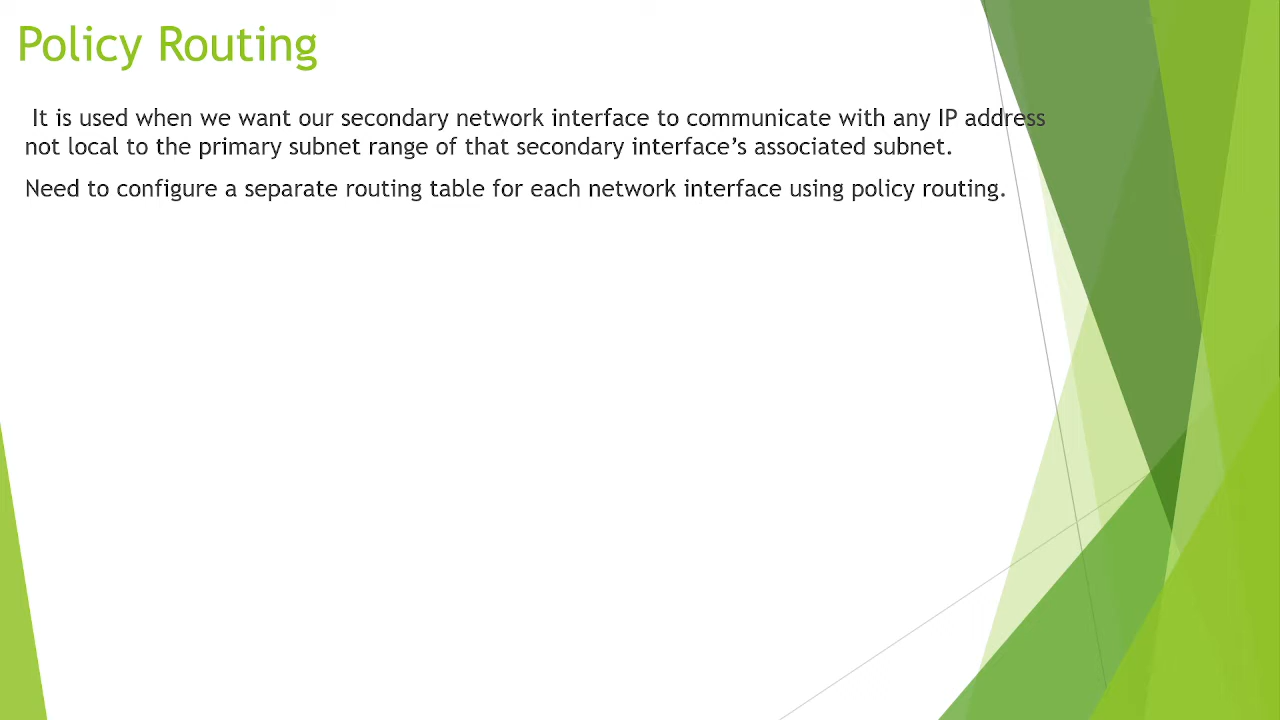 Policy Routing
It is used when we want our secondary network interface to communicate with any IP address
not local to the primary subnet range of that secondary interface’s associated subnet.
Need to configure a separate routing table for each network interface using policy routing.